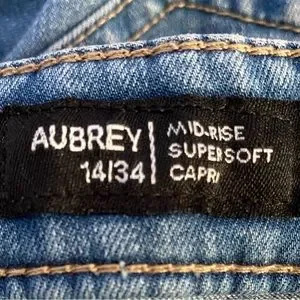 AUBREY
14/34
MID-RISE
SUPERSOFT
CAPRI